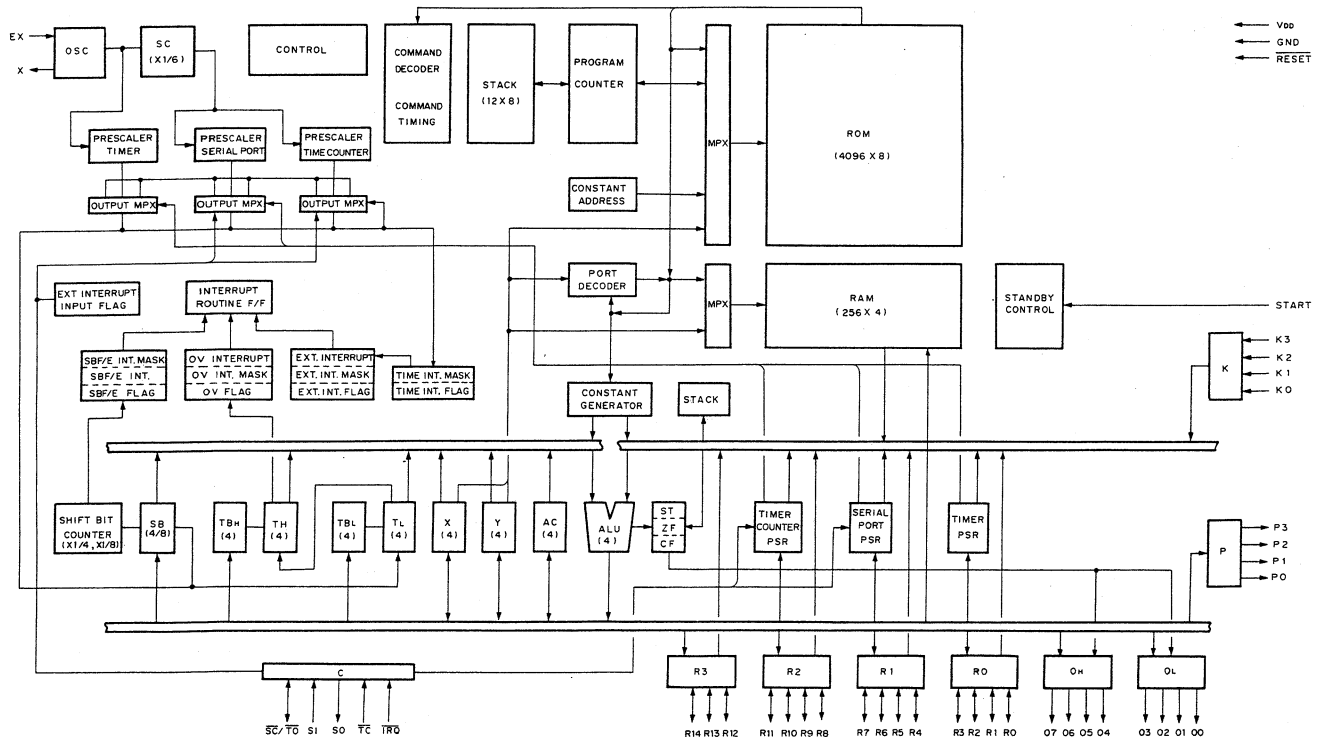 EX
X
OSC
SC
(X1/6)
CONTROL
COMMAND
DECODER
COMMAND
TIMING
STACK
(12X8)
PROGRAM
COUNTER
MPX
ROM
(4096 X 8)
VDD
GND
RESET
PRESCALER
TIMER
PRESCALER
SERIAL PORT
PRESCALER
TIME COUNTER
OUTPUT MPX
OUTPUT MPX
OUTPUT MPX
CONSTANT
ADDRESS
EXT INTERRUPT
INPUT FLAG
INTERRUPT
ROUTINE F/F
PORT
DECODER
MPX
RAM
(256 X 4)
STANDBY
CONTROL
START
SBF/E INT. MASK
SBF/E INT.
SBF/E FLAG
OV INTERRUPT
OV INT. MASK
OV FLAG
EXT. INTERRUPT
EXT. INT. MASK
EXT. INT. FLAG
TIME INT. MASK
TIME INT. FLAG
K
K3
K2
K1
K0
CONSTANT
GENERATOR
STACK
SHIFT BIT
COUNTER
(X1/4, X1/8)
SB
(4/8)
TBH
(4)
TH
(4)
TBL
(4)
TL
(4)
X
(4)
Y
(4)
AC
(4)
ALU
(4)
ST
ZF
CF
TIMER
COUNTER
PSR
SERIAL
PORT
PSR
TIMER
PSR
P
P3
P2
P1
P0
C
R3
R2
R1
R0
OH
OL
SC/TO SI SO TC IRQ
R14 R13 R12
R11 R10 R9 R8
R7 R6 R5 R4
R3 R2 R1 R0
O7 O6 O5 O4
O3 O2 O1 O0